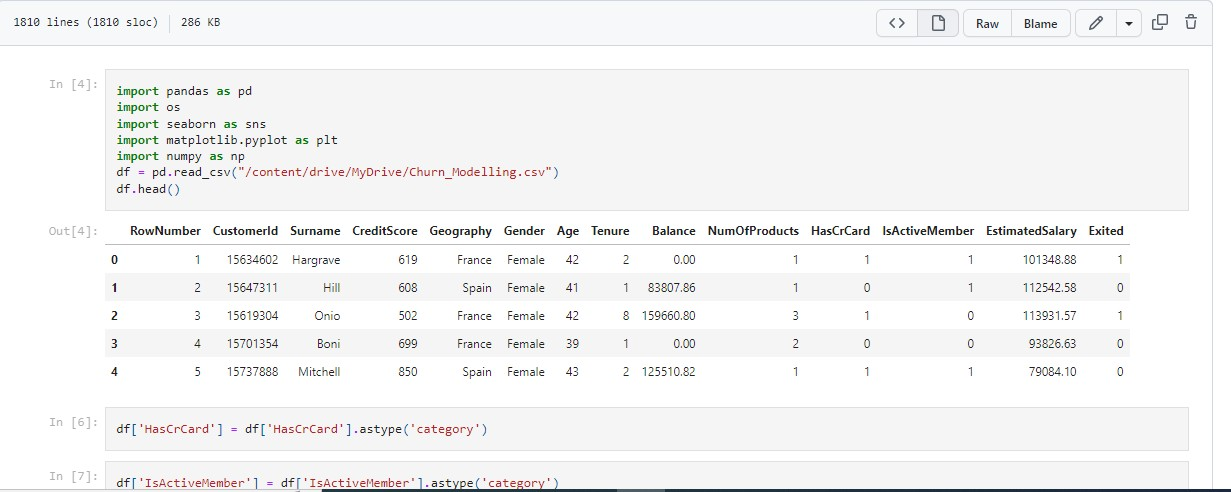 1810 lines (1810 sloc) 286 KB
<> Raw Blame
In [4]:
import pandas as pd
import os
import seaborn as sns
import matplotlib.pyplot as plt
import numpy as np
df = pd.read_csv("/content/drive/MyDrive/Churn_Modelling.csv")
df.head()
Out[4]:
RowNumber CustomerId Surname CreditScore Geography Gender Age Tenure Balance NumOfProducts HasCrCard IsActiveMember EstimatedSalary Exited
0 1 15634602 Hargrave 619 France Female 42 2 0.00 1 1 1 101348.88 1
1 2 15647311 Hill 608 Spain Female 41 1 83807.86 1 0 1 112542.58 0
2 3 15619304 Onio 502 France Female 42 8 159660.80 3 1 0 113931.57 1
3 4 15701354 Boni 699 France Female 39 1 0.00 2 0 0 93826.63 0
4 5 15737888 Mitchell 850 Spain Female 43 2 125510.82 1 1 1 79084.10 0
In [6]:
df['HasCrCard'] = df['HasCrCard'].astype('category')
In [7]:
df['IsActiveMember'] = df['IsActiveMember'].astype('category')